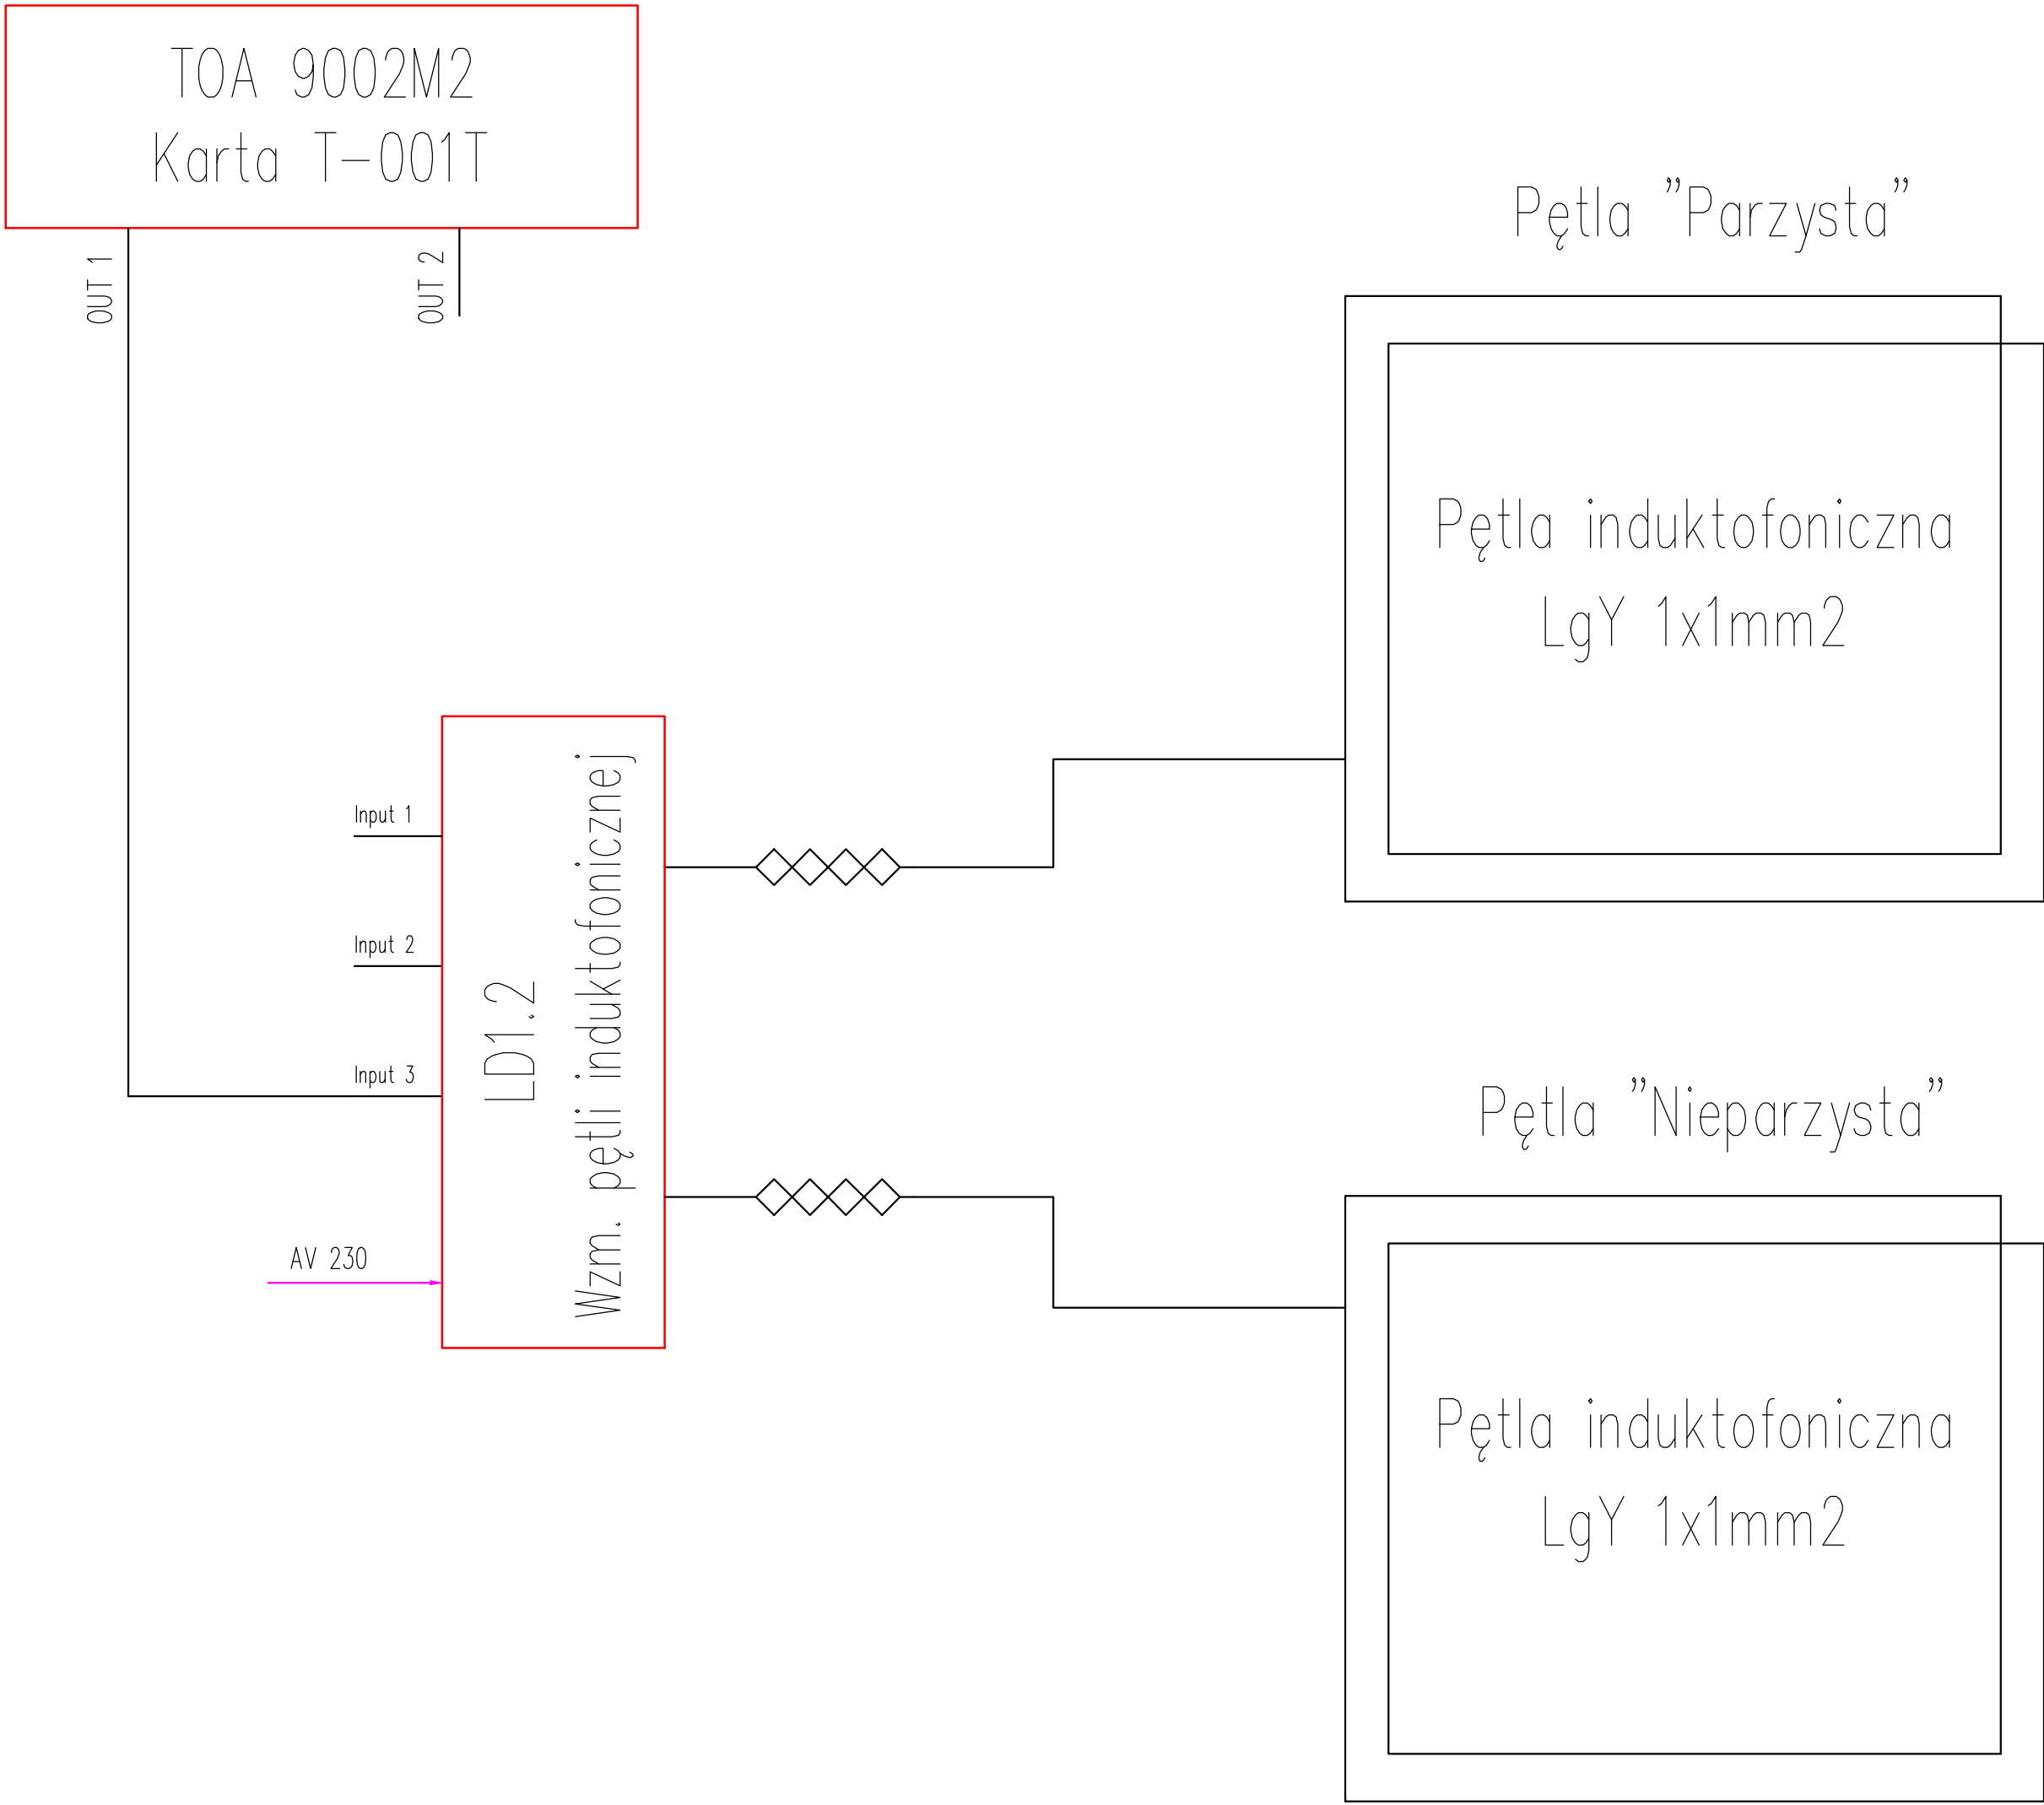 TOA 9002M2
Karta T-001T
OUT 1
OUT 2
Pętla "Parzysta"
Pętla induktofoniczna
LgY 1x1mm2
Input 1
Input 2
Input 3
AV 230
LD1.2
Wzm. pętli induktofonicznej
Pętla "Nieparzysta"
Pętla induktofoniczna
LgY 1x1mm2